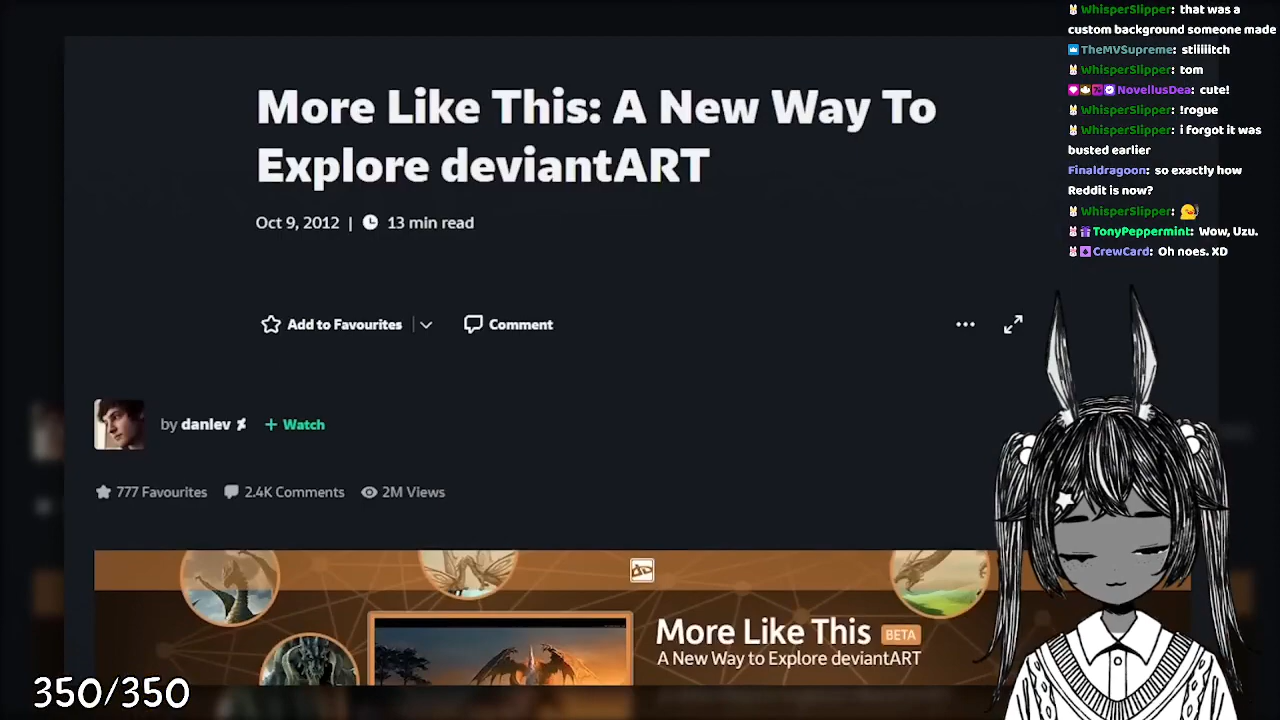 More Like This: A New Way To
Explore deviantART
Oct 9, 2012 | 13 min read
Add to Favourites
Comment
by danlev
+ Watch
777 Favourites
2.4K Comments
2M Views
More Like This BETA
A New Way to Explore deviantART
350/350
WhisperSlipper: that was a
custom background someone made
TheMVSupreme: stliiiitch
WhisperSlipper: tom
NovellusDea: cute!
WhisperSlipper: !rogue
WhisperSlipper: i forgot it was
busted earlier
Finaldragoon: so exactly how
Reddit is now?
WhisperSlipper:
TonyPeppermint: Wow, Uzu.
CrewCard: Oh noes. XD